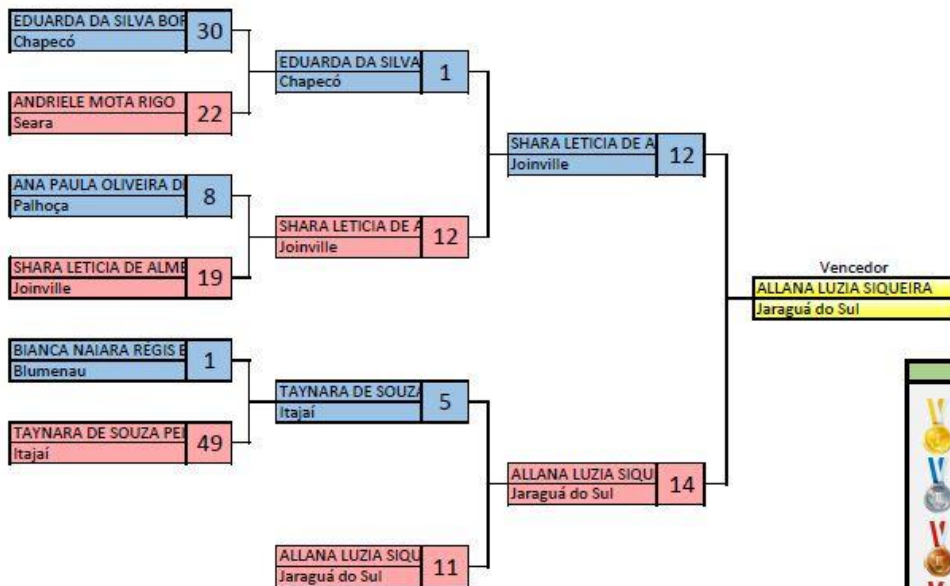 EDUARDA DA SILVA BOR
Chapecó
30
ANDRIELE MOTA RIGO
Seara
22
ANA PAULA OLIVEIRA D
Palhoça
8
SHARA LETICIA DE ALME
Joinville
19
BIANCA NAIARA RÉGIS E
Blumenau
1
TAYNARA DE SOUZA PEI
Itajaí
49
EDUARDA DA SILVA
Chapecó
1
SHARA LETICIA DE A
Joinville
12
TAYNARA DE SOUZA
Itajaí
5
ALLANA LUZIA SIQU
Jaraguá do Sul
11
SHARA LETICIA DE A
Joinville
12
ALLANA LUZIA SIQU
Jaraguá do Sul
14
Vencedor
ALLANA LUZIA SIQUEIRA
Jaraguá do Sul